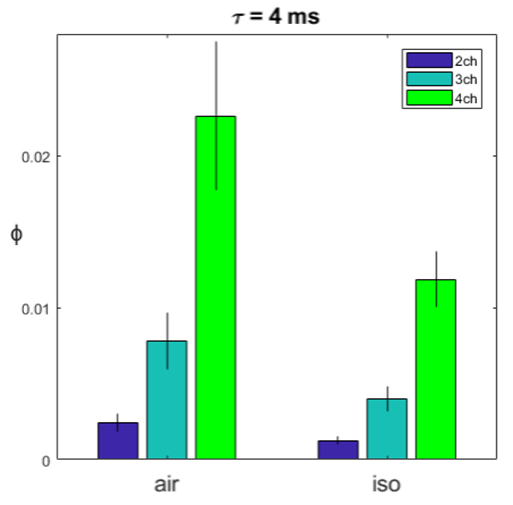 τ = 4 ms
2ch
3ch
4ch
0.02
ϕ
0.01
0
air iso